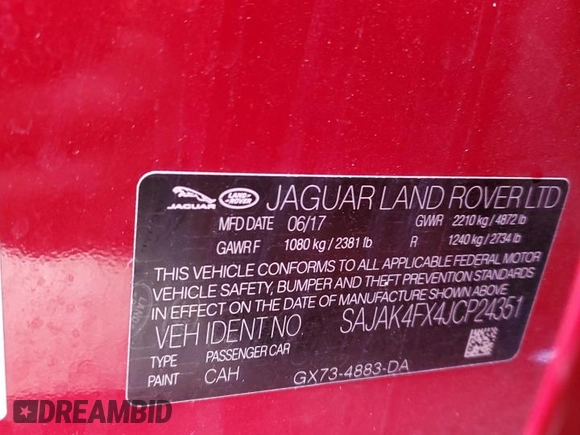 JAGUAR LAND-ROVER JAGUAR LAND ROVER LTD
MFD DATE 06/17 GVWR 2210 kg / 4872 lb
GAWR F 1080 kg / 2381 lb R 1240 kg / 2734 lb
THIS VEHICLE CONFORMS TO ALL APPLICABLE FEDERAL MOTOR
VEHICLE SAFETY, BUMPER AND THEFT PREVENTION STANDARDS
IN EFFECT ON THE DATE OF MANUFACTURE SHOWN ABOVE.
VEH IDENT NO. SAJAK4FX4JCP24351
TYPE PASSENGER CAR
PAINT CAH GX73-4883-DA
DREAMBID